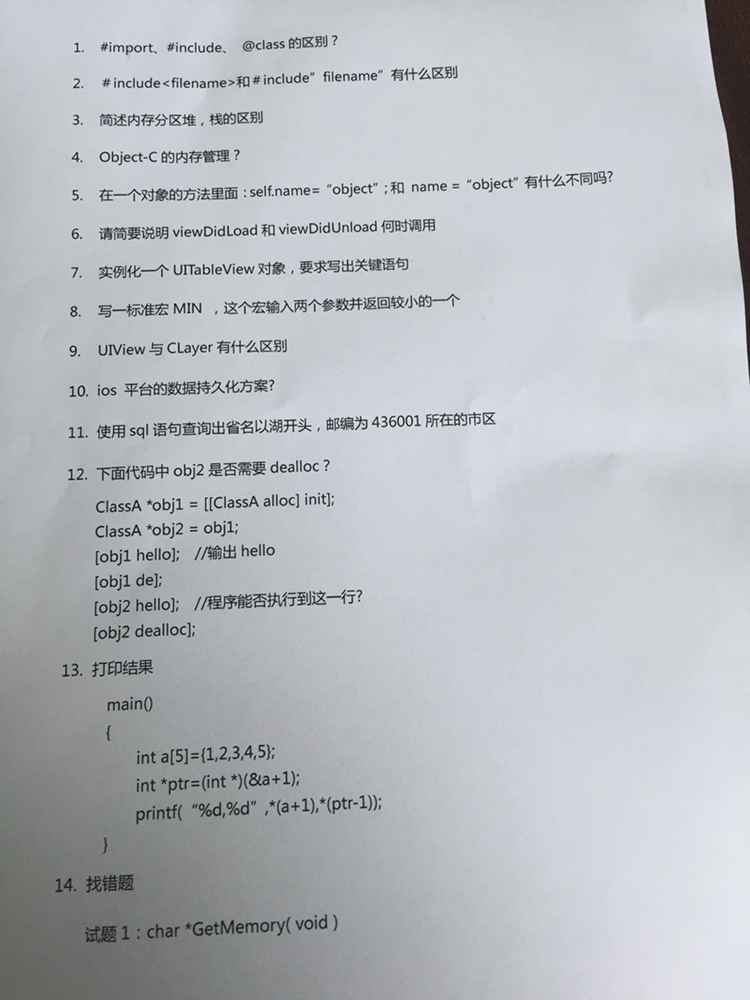 1. #import、#include、 @class 的区别？
2. ＃include<filename>和＃include” filename” 有什么区别
3. 简述内存分区堆，栈的区别
4. Object-C 的内存管理？
5. 在一个对象的方法里面：self.name= “object”；和 name = “object” 有什么不同吗?
6. 请简要说明 viewDidLoad 和 viewDidUnload 何时调用
7. 实例化一个 UITableView 对象，要求写出关键语句
8. 写一标准宏 MIN ，这个宏输入两个参数并返回较小的一个
9. UIView 与 CLayer 有什么区别
10. ios 平台的数据持久化方案?
11. 使用 sql 语句查询出省名以湖开头，邮编为 436001 所在的市区
12. 下面代码中 obj2 是否需要 dealloc？
ClassA *obj1 = [[ClassA alloc] init];
ClassA *obj2 = obj1;
[obj1 hello]; //输出 hello
[obj1 de];
[obj2 hello]; //程序能否执行到这一行?
[obj2 dealloc];
13. 打印结果
main()
{
int a[5]={1,2,3,4,5};
int *ptr=(int *)(&a+1);
printf( “%d,%d” ,*(a+1),*(ptr-1));
}
14. 找错题
试题 1：char *GetMemory( void )